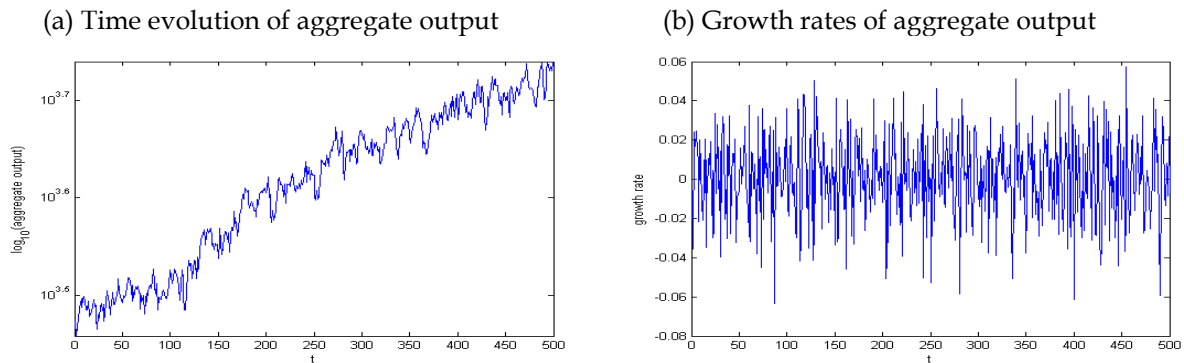 (a) Time evolution of aggregate output
10^3.7
10^3.6
10^3.6
log10(aggregate output)
0 50 100 150 200 250 300 350 400 450 500
t
(b) Growth rates of aggregate output
0.06
0.04
0.02
0
-0.02
-0.04
-0.06
-0.08
growth rate
0 50 100 150 200 250 300 350 400 450 500
t